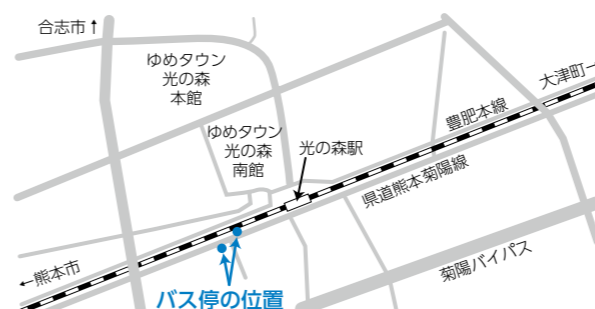 合志市↑
ゆめタウン
光の森
本館
ゆめタウン
光の森
南館
光の森駅
豊肥本線
大津町→
県道熊本菊陽線
←熊本市
菊陽バイパス
バス停の位置